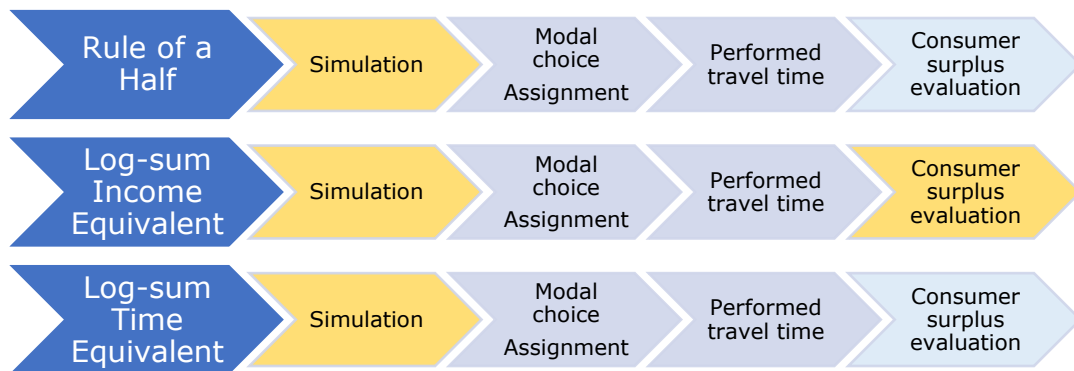 Rule of a
Half
Simulation
Modal
choice
Assignment
Performed
travel time
Consumer
surplus
evaluation
Log-sum
Income
Equivalent
Simulation
Modal
choice
Assignment
Performed
travel time
Consumer
surplus
evaluation
Log-sum
Time
Equivalent
Simulation
Modal
choice
Assignment
Performed
travel time
Consumer
surplus
evaluation